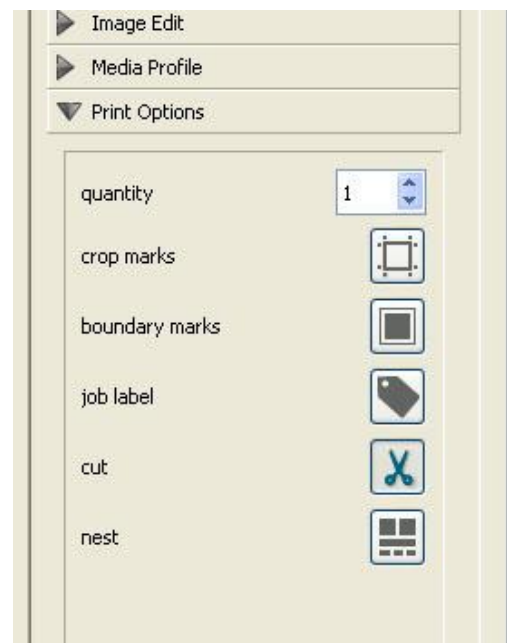 Image Edit
Media Profile
Print Options
quantity 1
crop marks
boundary marks
job label
cut
nest